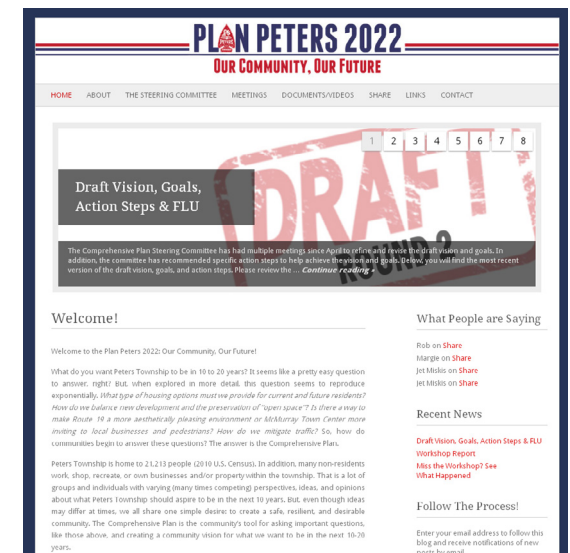 PLAN PETERS 2022
OUR COMMUNITY, OUR FUTURE
HOME ABOUT THE STEERING COMMITTEE MEETINGS DOCUMENTS/VIDEOS SHARE LINKS CONTACT
1 2 3 4 5 6 7 8
DRAFT
ROUND 2
Draft Vision, Goals,
Action Steps & FLU
The Comprehensive Plan Steering Committee has had multiple meetings since April to refine and revise the draft vision and goals. In
addition, the committee has recommended specific action steps to help achieve the vision and goals. Below, you will find the most recent
version of the draft vision, goals, and action steps. Please review the ... Continue reading »
Welcome!
Welcome to the Plan Peters 2022: Our Community, Our Future!
What do you want Peters Township to be in 10 to 20 years? It seems like a pretty easy question
to answer, right? But, when explored in more detail, this question seems to reproduce
exponentially. What type of housing options must we provide for current and future residents?
How do we balance new development and the preservation of "open space"? Is there a way to
make Route 19 a more aesthetically pleasing environment or McMurray Town Center more
inviting to local businesses and pedestrians? How do we mitigate traffic? So, how do
communities begin to answer these questions? The answer is the Comprehensive Plan.
Peters Township is home to 21,213 people (2010 U.S. Census). In addition, many non-residents
work, shop, recreate, or own businesses and/or property within the township. That is a lot of
groups and individuals with varying (many times competing) perspectives, ideas, and opinions
about what Peters Township should aspire to be in the next 10 years. But, even though ideas
may differ at times, we all share one simple desire: to create a safe, resilient, and desirable
community. The Comprehensive Plan is the community's tool for asking important questions,
like those above, and creating a community vision for what we want to be in the next 10-20
years.
What People are Saying
Rob on Share
Margie on Share
Jet Miskis on Share
Jet Miskis on Share
Recent News
Draft Vision, Goals, Action Steps & FLU
Workshop Report
Miss the Workshop? See
What Happened
Follow The Process!
Enter your email address to follow this
blog and receive notifications of new
posts by email.